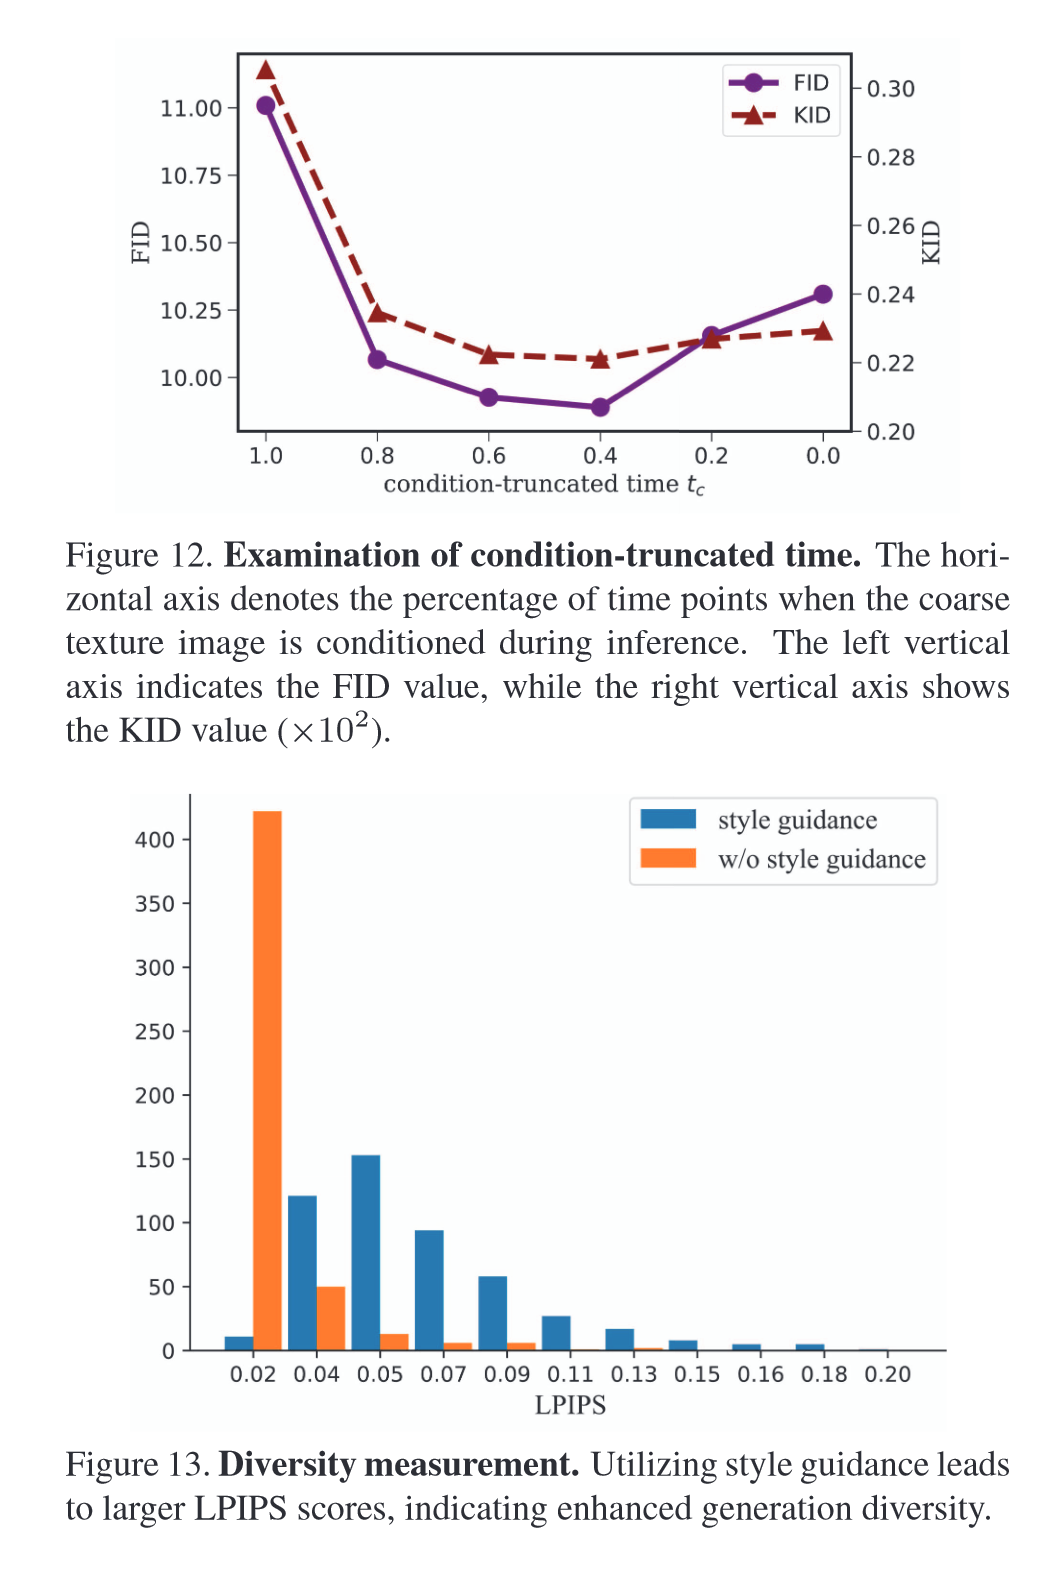 FID
KID
11.00
10.75
10.50
10.25
10.00
FID
0.30
0.28
0.26
0.24
0.22
0.20
KID
1.0 0.8 0.6 0.4 0.2 0.0
condition-truncated time t_c
Figure 12. Examination of condition-truncated time. The hori-
zontal axis denotes the percentage of time points when the coarse
texture image is conditioned during inference. The left vertical
axis indicates the FID value, while the right vertical axis shows
the KID value (×10²).
style guidance
w/o style guidance
400
350
300
250
200
150
100
50
0
0.02 0.04 0.05 0.07 0.09 0.11 0.13 0.15 0.16 0.18 0.20
LPIPS
Figure 13. Diversity measurement. Utilizing style guidance leads
to larger LPIPS scores, indicating enhanced generation diversity.